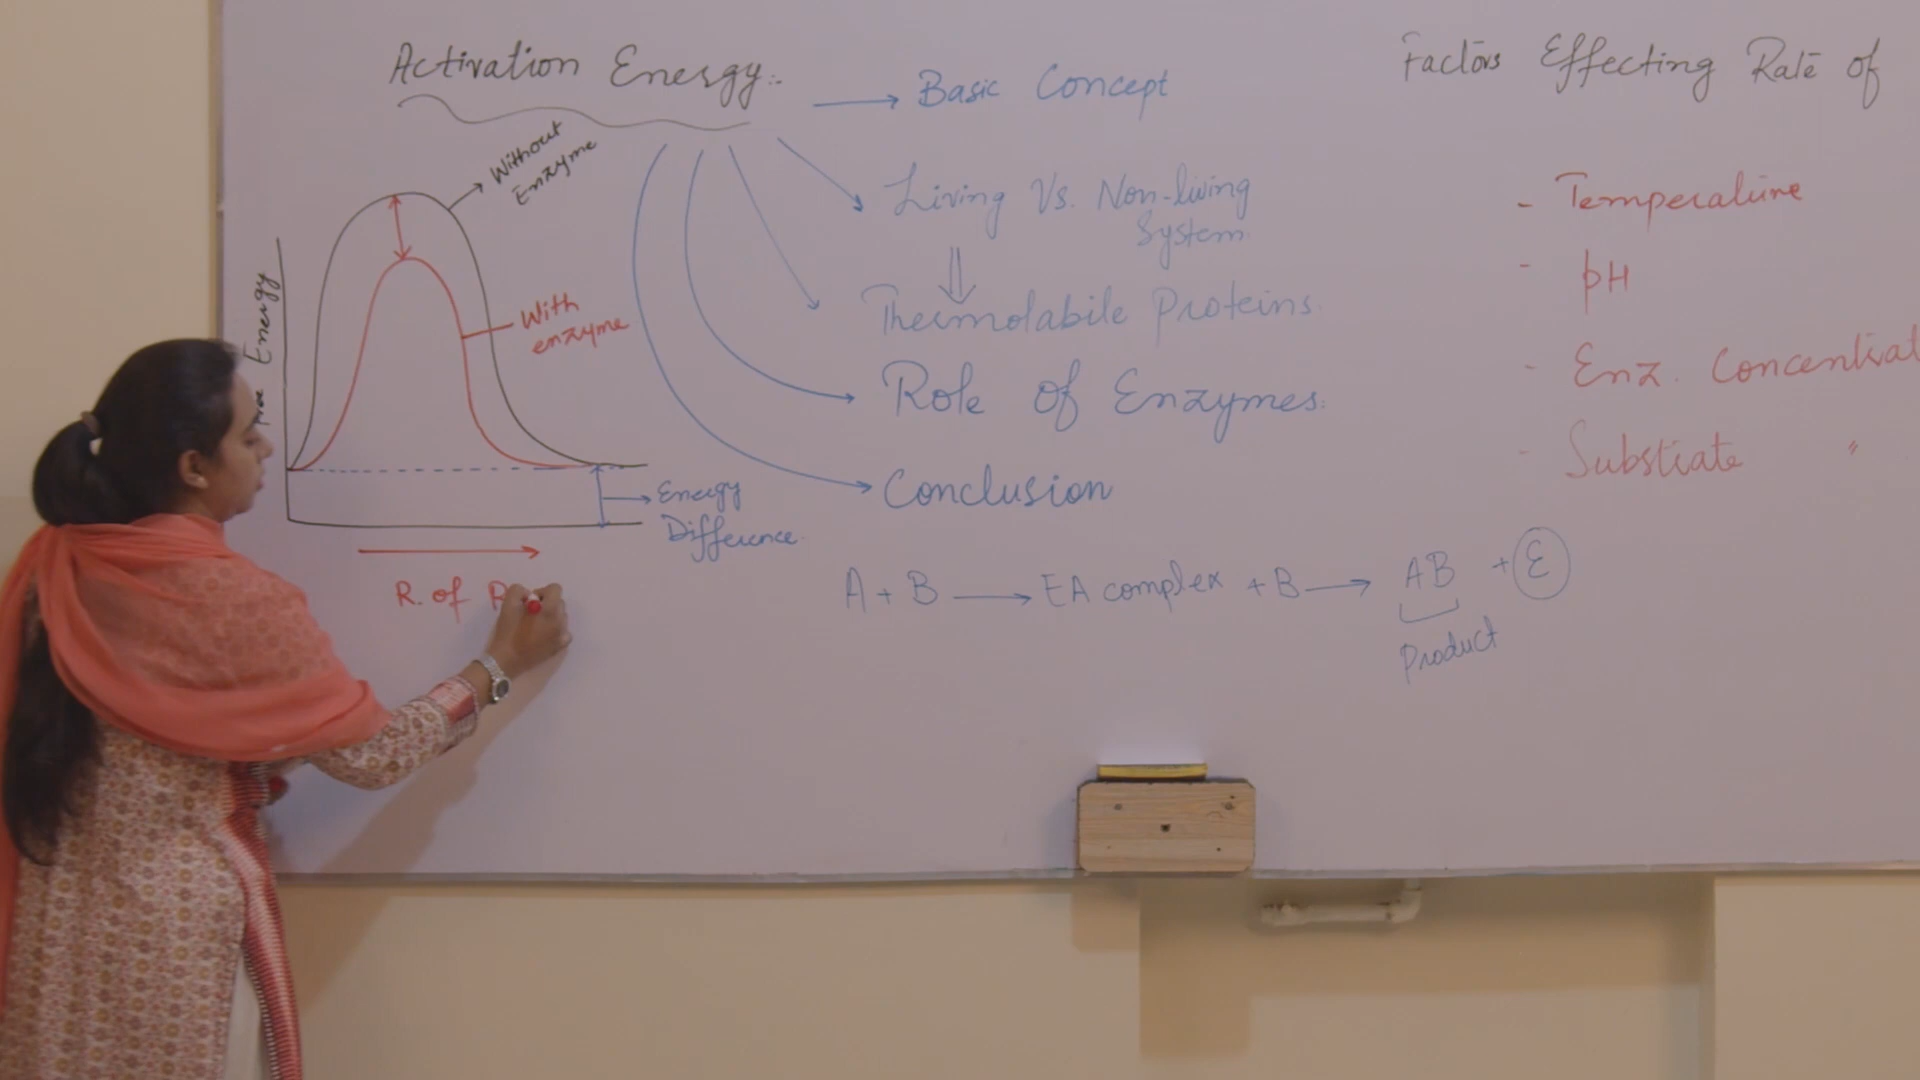 Activation Energy:-
Without
Enzyme
With
enzyme
Energy
Energy
Difference
R. of
Basic Concept
Living Vs. Non-living
System.
Thermolabile Proteins.
Role of Enzymes.
Conclusion
A + B → EA complex + B → AB + E
Product
Factors Effecting Rate of
- Temperature
- pH
- Enz. Concentrat
- Substrate "